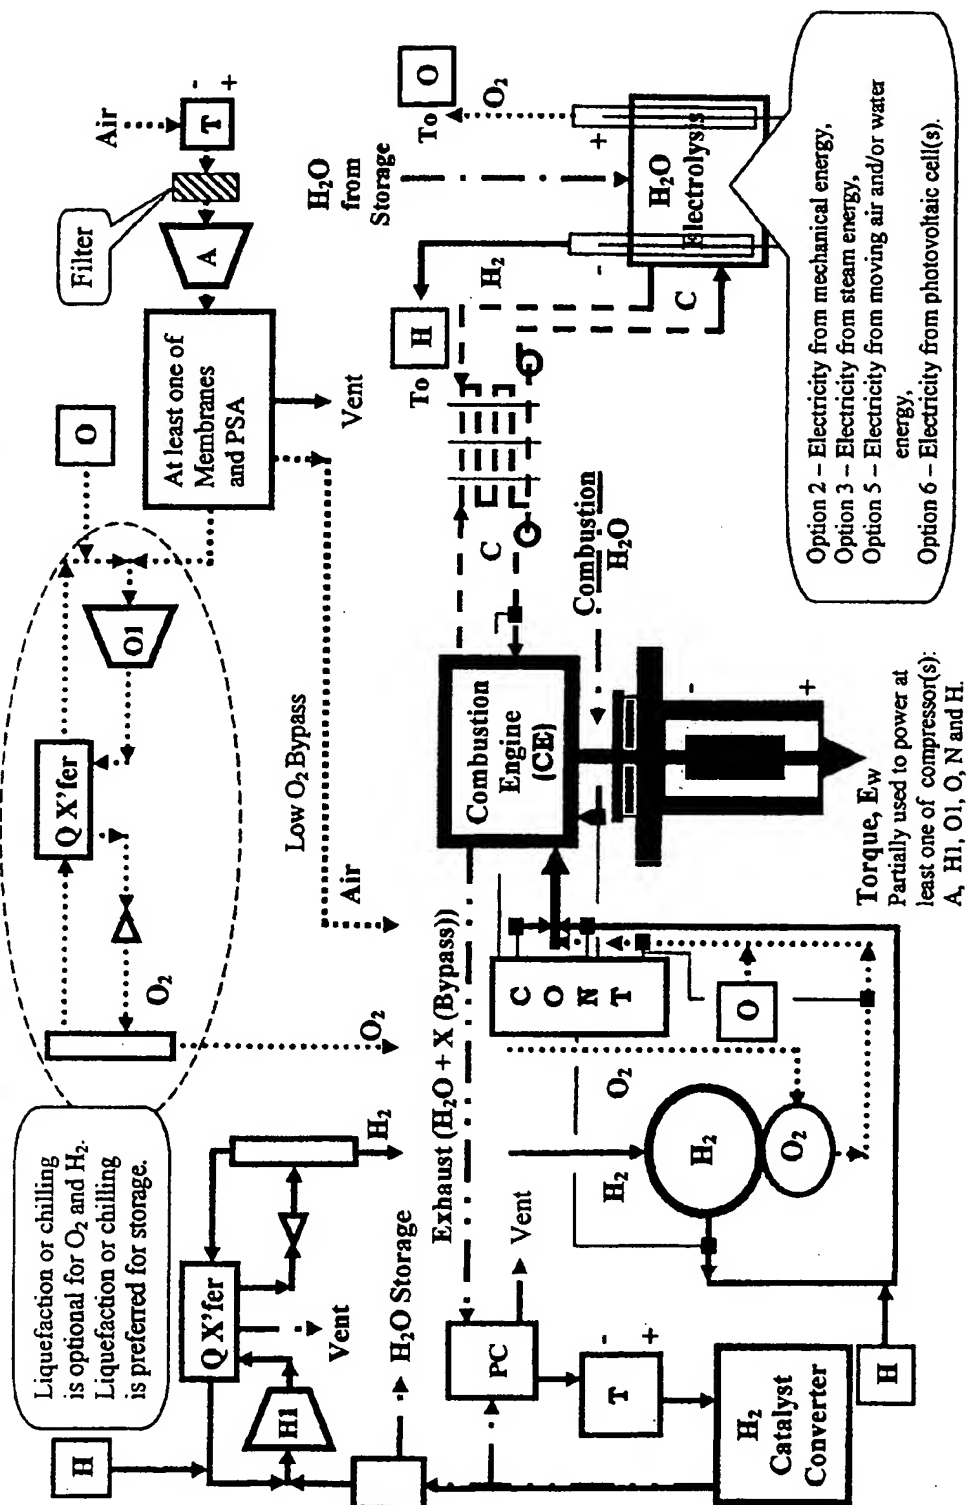 Liquefaction or chilling
is optional for O₂ and H₂.
Liquefaction or chilling
is preferred for storage.
Q X'fer
O₂
O₂
O1
O
At least one of
Membranes
and PSA
Vent
A
Filter
Air
T
-
+
Low O₂ Bypass
Air
H
H1
Q X'fer
Vent
H₂
H₂O Storage
Exhaust (H₂O + X (Bypass))
PC
Vent
T
-
+
H₂
Catalyst
Converter
H
H₂
H₂
O₂
O₂
O
C
O
N
T
Combustion
Engine
(CE)
C
Combustion
H₂O
-
+
Torque, E_W
Partially used to power at
least one of compressor(s):
A, H1, O1, O, N and H.
To
H
H₂
H₂O
from
Storage
To
O
O₂
-
+
H₂O
Electrolysis
C
Option 2 – Electricity from mechanical energy,
Option 3 – Electricity from steam energy,
Option 5 – Electricity from moving air and/or water
energy,
Option 6 – Electricity from photovoltaic cell(s).